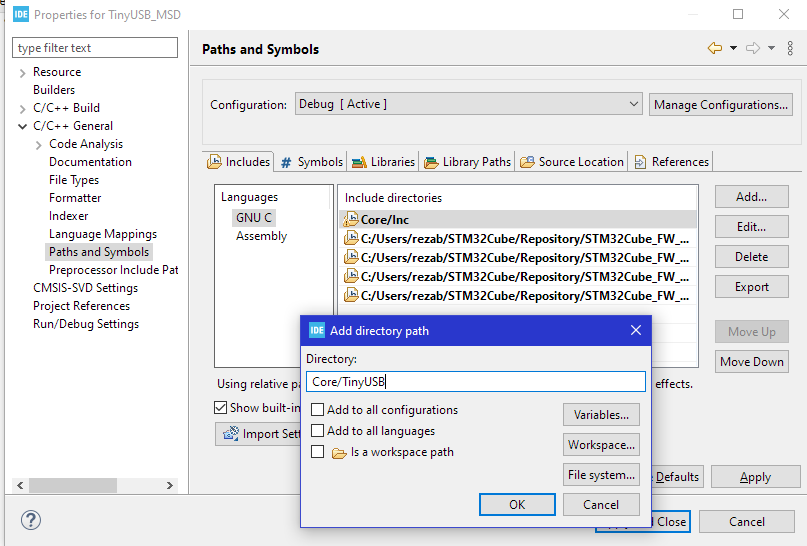 IDE Properties for TinyUSB_MSD
type filter text
Resource
Builders
C/C++ Build
C/C++ General
Code Analysis
Documentation
File Types
Formatter
Indexer
Language Mappings
Paths and Symbols
Preprocessor Include Pat
CMSIS-SVD Settings
Project References
Run/Debug Settings
Paths and Symbols
Configuration: Debug [ Active ] Manage Configurations...
Includes # Symbols Libraries Library Paths Source Location References
Languages
GNU C
Assembly
Include directories
Core/Inc
C:/Users/rezab/STM32Cube/Repository/STM32Cube_FW_...
C:/Users/rezab/STM32Cube/Repository/STM32Cube_FW_...
C:/Users/rezab/STM32Cube/Repository/STM32Cube_FW_...
C:/Users/rezab/STM32Cube/Repository/STM32Cube_FW_...
Add...
Edit...
Delete
Export
Move Up
Move Down
Using relative pa effects.
Show built-in
Import Sett
IDE Add directory path
Directory:
Core/TinyUSB
Add to all configurations
Add to all languages
Is a workspace path
Variables...
Workspace...
File system...
OK Cancel
Defaults Apply
Close Cancel